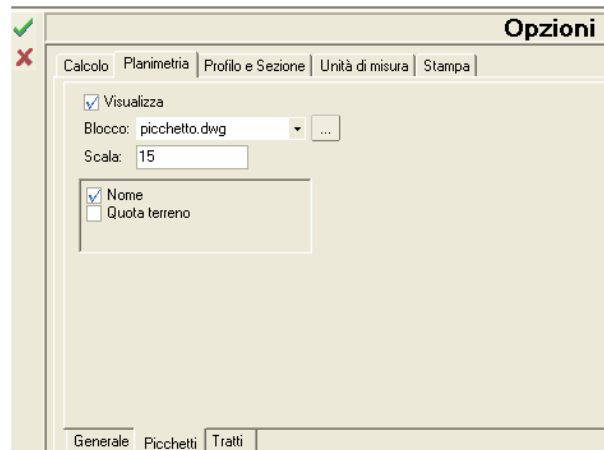 Opzioni
Calcolo Planimetria Profilo e Sezione Unità di misura Stampa
Visualizza
Blocco: picchetto.dwg ...
Scala: 15
Nome
Quota terreno
Generale Picchetti Tratti